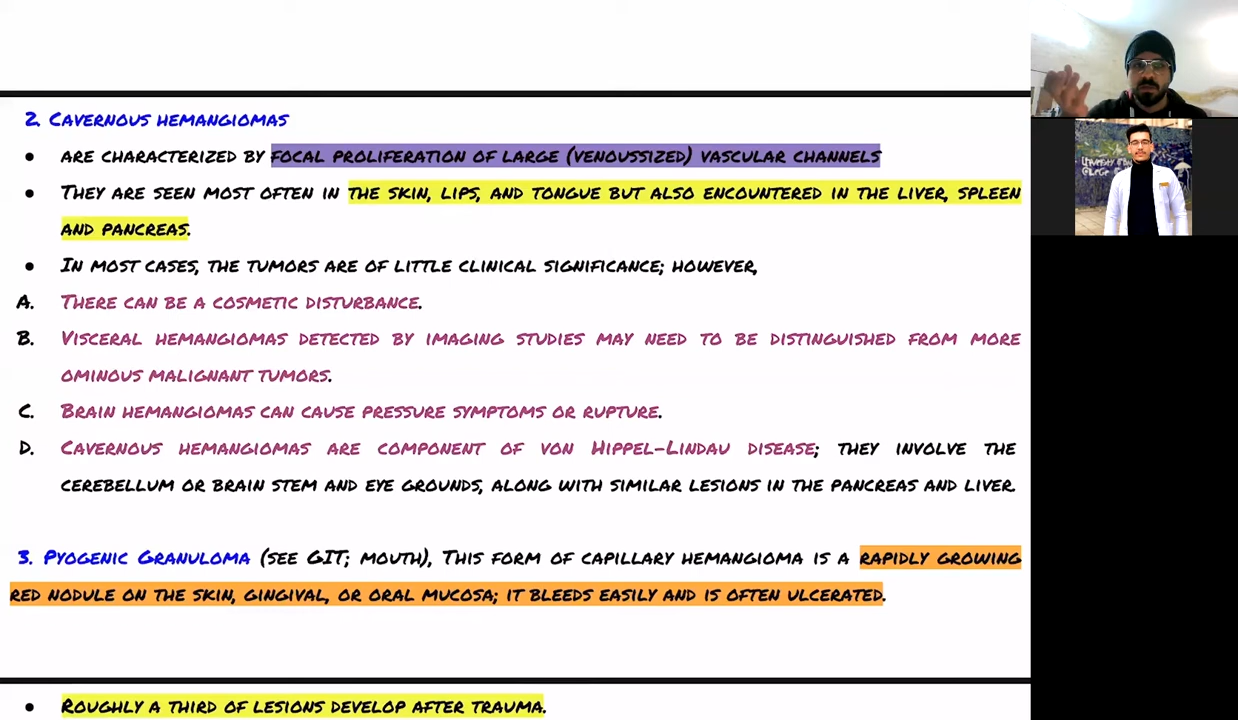 2. Cavernous hemangiomas
• are characterized by focal proliferation of large (venoussized) vascular channels
• They are seen most often in the skin, lips, and tongue but also encountered in the liver, spleen
and pancreas.
• In most cases, the tumors are of little clinical significance; however,
A. There can be a cosmetic disturbance.
B. Visceral hemangiomas detected by imaging studies may need to be distinguished from more
ominous malignant tumors.
C. Brain hemangiomas can cause pressure symptoms or rupture.
D. Cavernous hemangiomas are component of von Hippel-Lindau disease; they involve the
cerebellum or brain stem and eye grounds, along with similar lesions in the pancreas and liver.
3. Pyogenic Granuloma (see GIT; mouth), This form of capillary hemangioma is a rapidly growing
red nodule on the skin, gingival, or oral mucosa; it bleeds easily and is often ulcerated.
• Roughly a third of lesions develop after trauma.